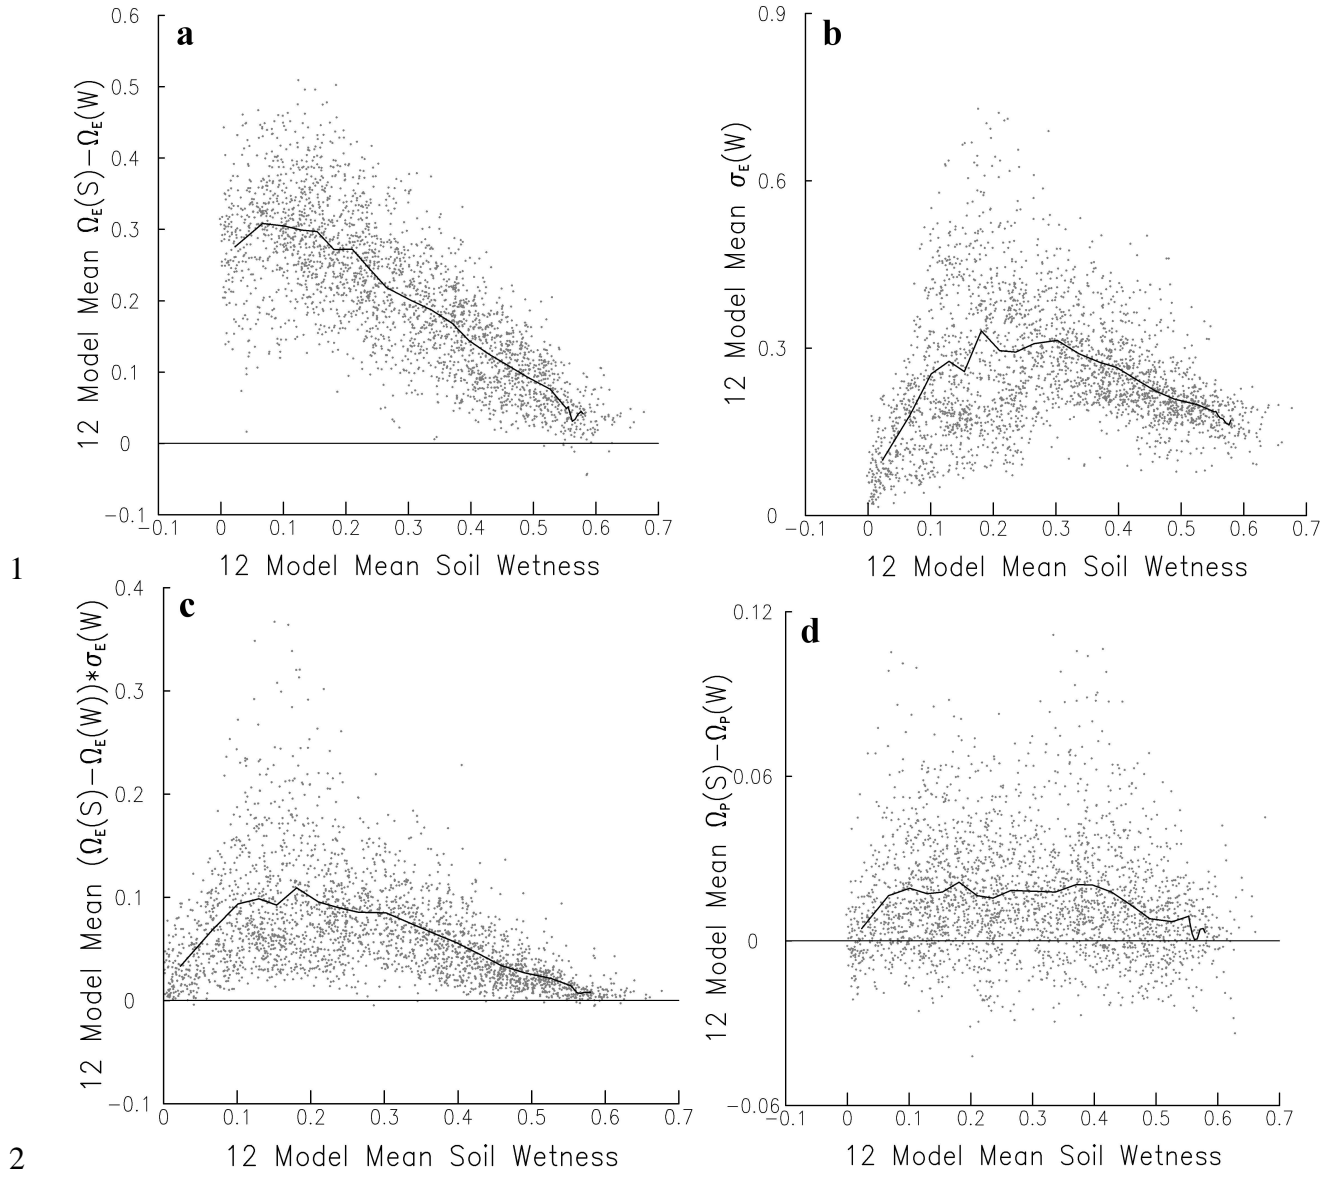 a
0.6
0.5
0.4
0.3
0.2
0.1
0
−0.1
−0.1 0 0.1 0.2 0.3 0.4 0.5 0.6 0.7
12 Model Mean Ω_E(S)−Ω_E(W)
12 Model Mean Soil Wetness
b
0.9
0.6
0.3
0
−0.1 0 0.1 0.2 0.3 0.4 0.5 0.6 0.7
12 Model Mean σ_E(W)
12 Model Mean Soil Wetness
1
c
0.4
0.3
0.2
0.1
0
−0.1
0 0.1 0.2 0.3 0.4 0.5 0.6 0.7
12 Model Mean (Ω_E(S)−Ω_E(W))*σ_E(W)
12 Model Mean Soil Wetness
d
0.12
0.06
0
−0.06
−0.1 0 0.1 0.2 0.3 0.4 0.5 0.6 0.7
12 Model Mean Ω_P(S)−Ω_P(W)
12 Model Mean Soil Wetness
2